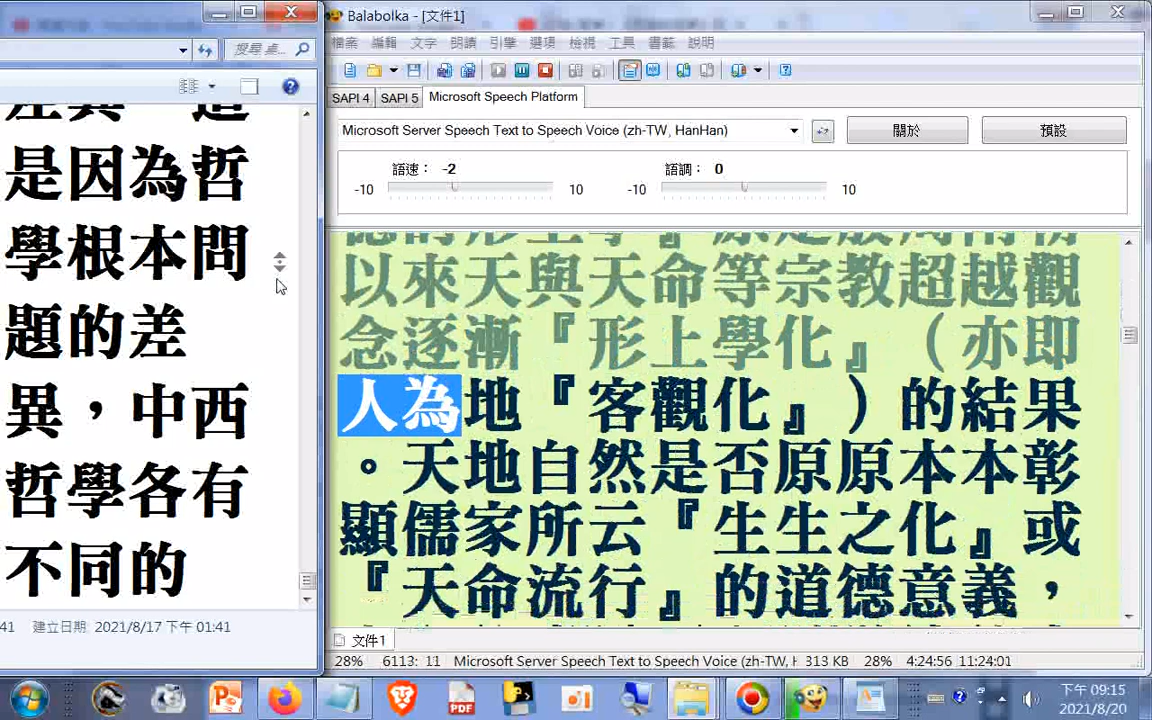 搜尋 桌...
差異 這
是因為哲
學根本問
題的差
異，中西
哲學各有
不同的
41 建立日期: 2021/8/17 下午 01:41
Balabolka - [文件1]
檔案 編輯 文字 朗讀 引擎 選項 檢視 工具 書籤 說明
SAPI 4 SAPI 5 Microsoft Speech Platform
Microsoft Server Speech Text to Speech Voice (zh-TW, HanHan) 關於 預設
語速： -2 語調： 0
-10 10 -10 10
以來天與天命等宗教超越觀
念逐漸『形上學化』（亦即
人為地『客觀化』）的結果
。天地自然是否原原本本彰
顯儒家所云『生生之化』或
『天命流行』的道德意義，
文件1
28% 6113: 11 Microsoft Server Speech Text to Speech Voice (zh-TW, H 313 KB 28% 4:24:56 11:24:01
PDF
下午 09:15
2021/8/20